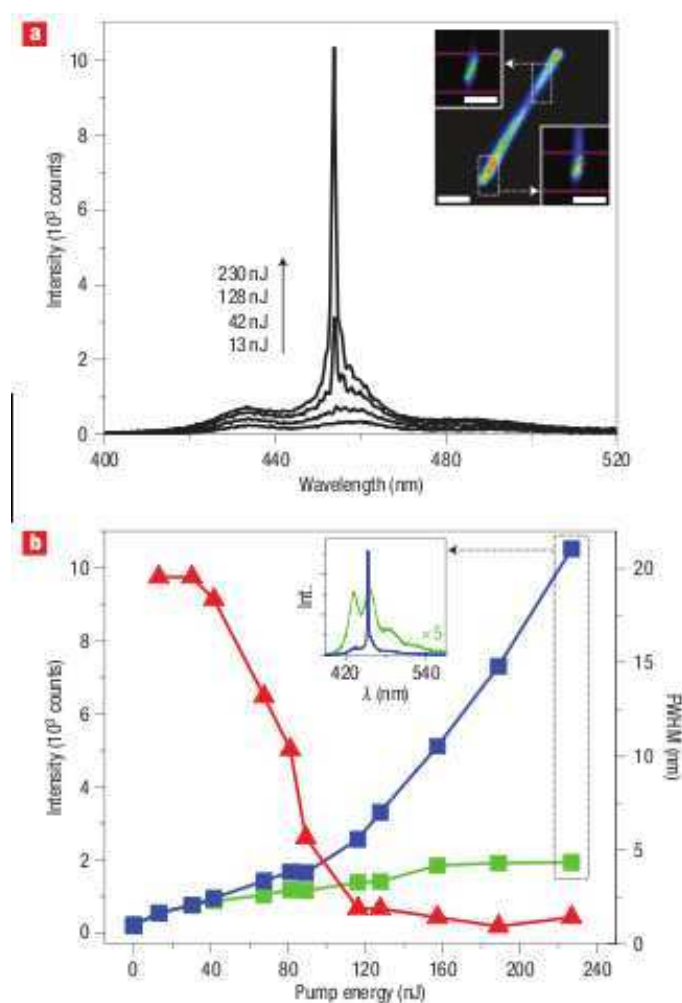 a
10
8
6
4
2
0
Intensity (10³ counts)
230 nJ
128 nJ
42 nJ
13 nJ
400
440
480
520
Wavelength (nm)
b
10
8
6
4
2
0
Intensity (10³ counts)
Int.
×5
420
540
λ (nm)
20
15
10
5
0
FWHM (nm)
0
40
80
120
160
200
240
Pump energy (nJ)